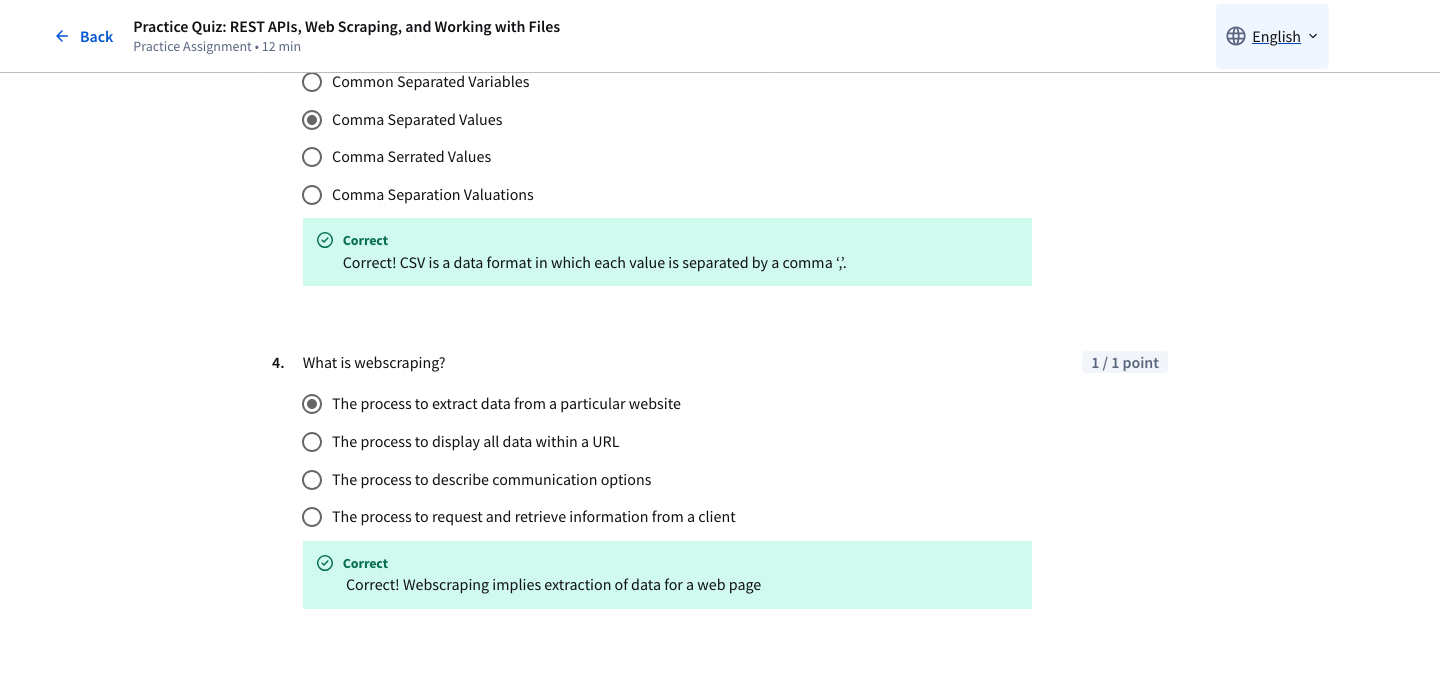 Back
Practice Quiz: REST APIs, Web Scraping, and Working with Files
Practice Assignment • 12 min
English
Common Separated Variables
Comma Separated Values
Comma Serrated Values
Comma Separation Valuations
Correct
Correct! CSV is a data format in which each value is separated by a comma ‘,’.
4. What is webscraping?
1 / 1 point
The process to extract data from a particular website
The process to display all data within a URL
The process to describe communication options
The process to request and retrieve information from a client
Correct
Correct! Webscraping implies extraction of data for a web page